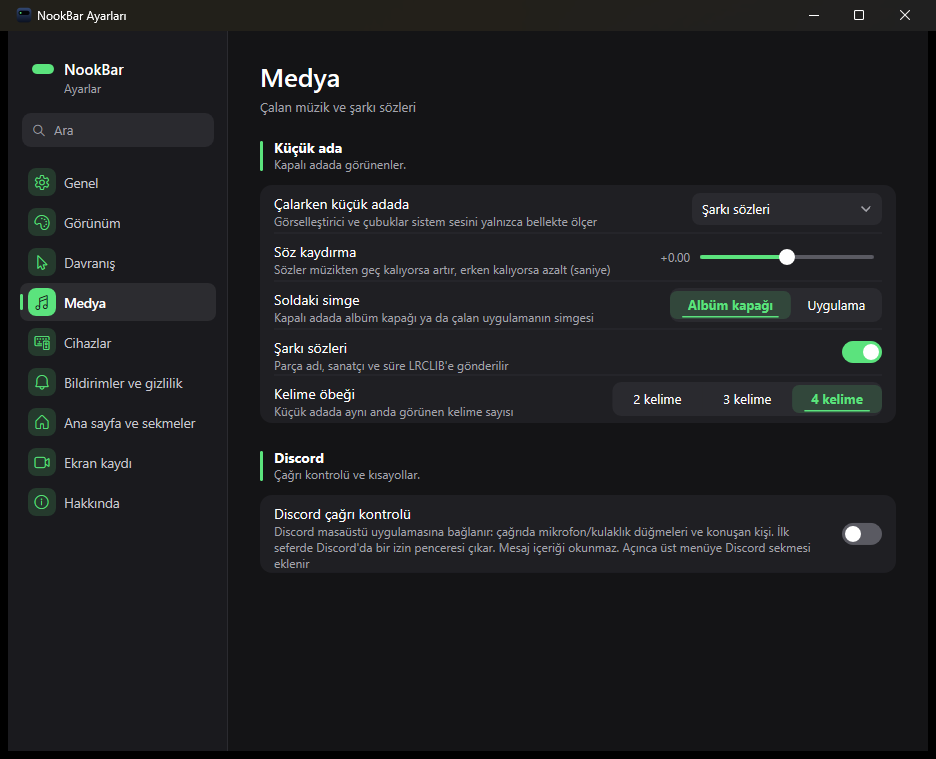 NookBar Ayarları
NookBar
Ayarlar
Ara
Genel
Görünüm
Davranış
Medya
Cihazlar
Bildirimler ve gizlilik
Ana sayfa ve sekmeler
Ekran kaydı
Hakkında
Medya
Çalan müzik ve şarkı sözleri
Küçük ada
Kapalı adada görünenler.
Çalarken küçük adada
Görselleştirici ve çubuklar sistem sesini yalnızca bellekte ölçer
Şarkı sözleri
Söz kaydırma
Sözler müzikten geç kalıyorsa artır, erken kalıyorsa azalt (saniye)
+0.00
Soldaki simge
Kapalı adada albüm kapağı ya da çalan uygulamanın simgesi
Albüm kapağı
Uygulama
Şarkı sözleri
Parça adı, sanatçı ve süre LRCLIB'e gönderilir
Kelime öbeği
Küçük adada aynı anda görünen kelime sayısı
2 kelime
3 kelime
4 kelime
Discord
Çağrı kontrolü ve kısayollar.
Discord çağrı kontrolü
Discord masaüstü uygulamasına bağlanır: çağrıda mikrofon/kulaklık düğmeleri ve konuşan kişi. İlk
seferde Discord'da bir izin penceresi çıkar. Mesaj içeriği okunmaz. Açınca üst menüye Discord sekmesi
eklenir